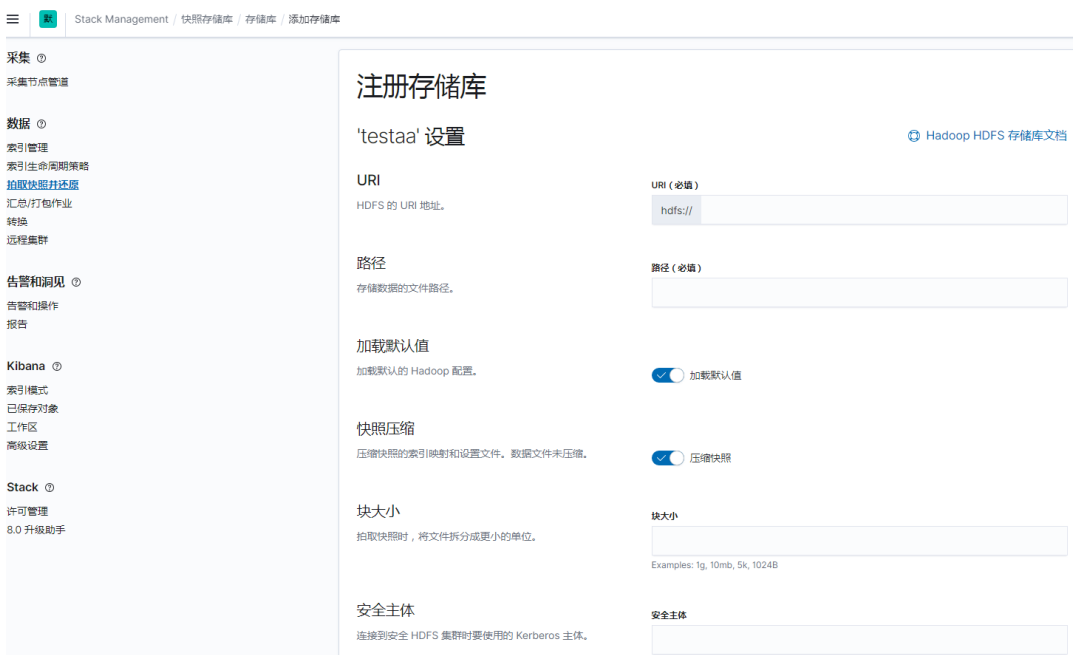 默 Stack Management / 快照存储库 / 存储库 / 添加存储库
采集
采集节点管道
数据
索引管理
索引生命周期策略
拍取快照并还原
汇总/打包作业
转换
远程集群
告警和洞见
告警和操作
报告
Kibana
索引模式
已保存对象
工作区
高级设置
Stack
许可管理
8.0 升级助手
注册存储库
'testaa' 设置
Hadoop HDFS 存储库文档
URI
HDFS 的 URI 地址。
URI（必填）
hdfs://
路径
存储数据的文件路径。
路径（必填）
加载默认值
加载默认的 Hadoop 配置。
加载默认值
快照压缩
压缩快照的索引映射和设置文件。数据文件未压缩。
压缩快照
块大小
拍取快照时，将文件拆分成更小的单位。
块大小
Examples: 1g, 10mb, 5k, 1024B
安全主体
连接到安全 HDFS 集群时要使用的 Kerberos 主体。
安全主体